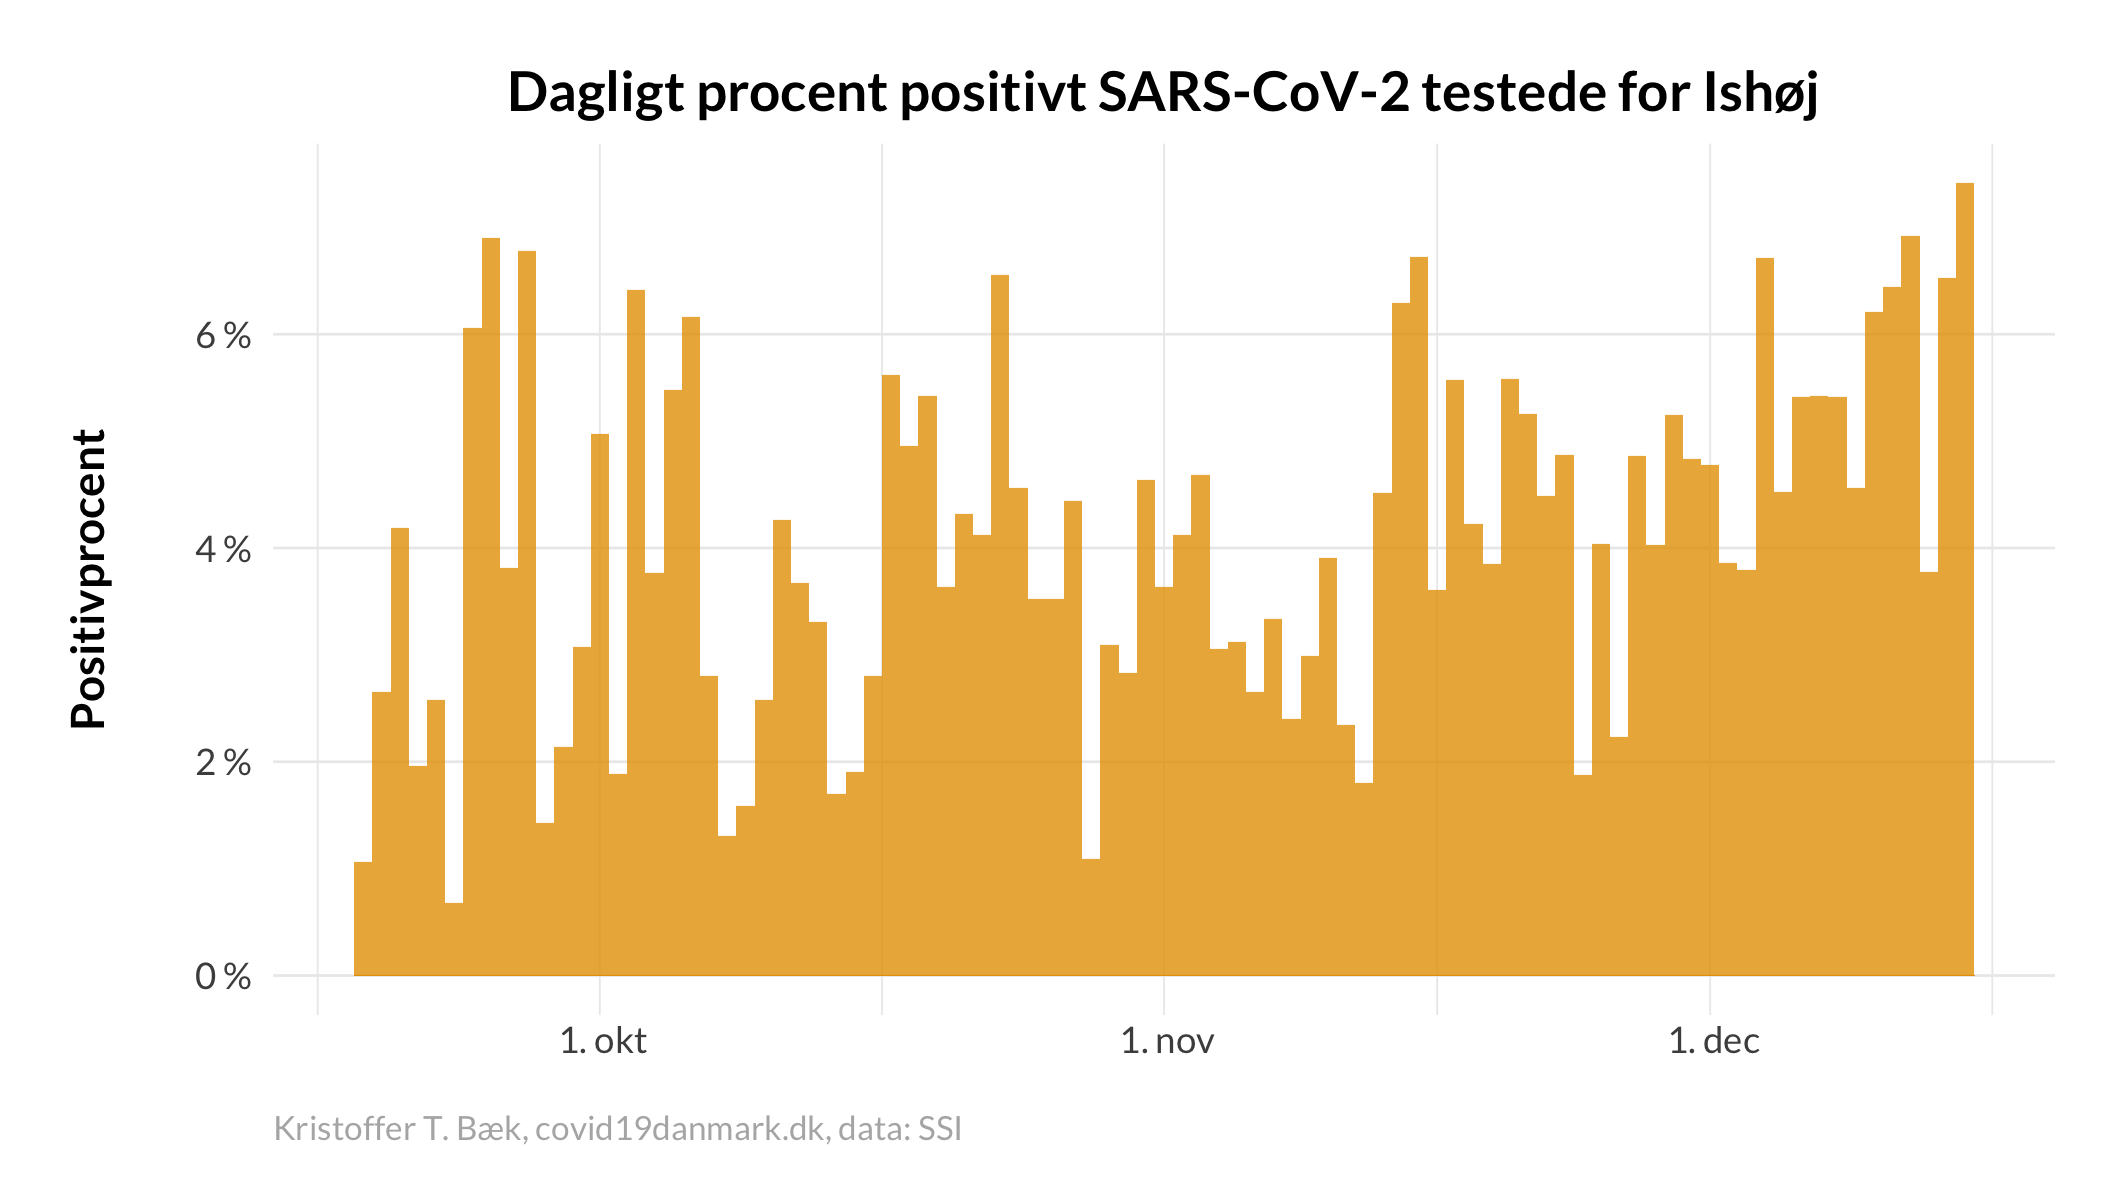 Dagligt procent positivt SARS-CoV-2 testede for Ishøj
Positivprocent
6 %
4 %
2 %
0 %
1. okt
1. nov
1. dec
Kristoffer T. Bæk, covid19danmark.dk, data: SSI